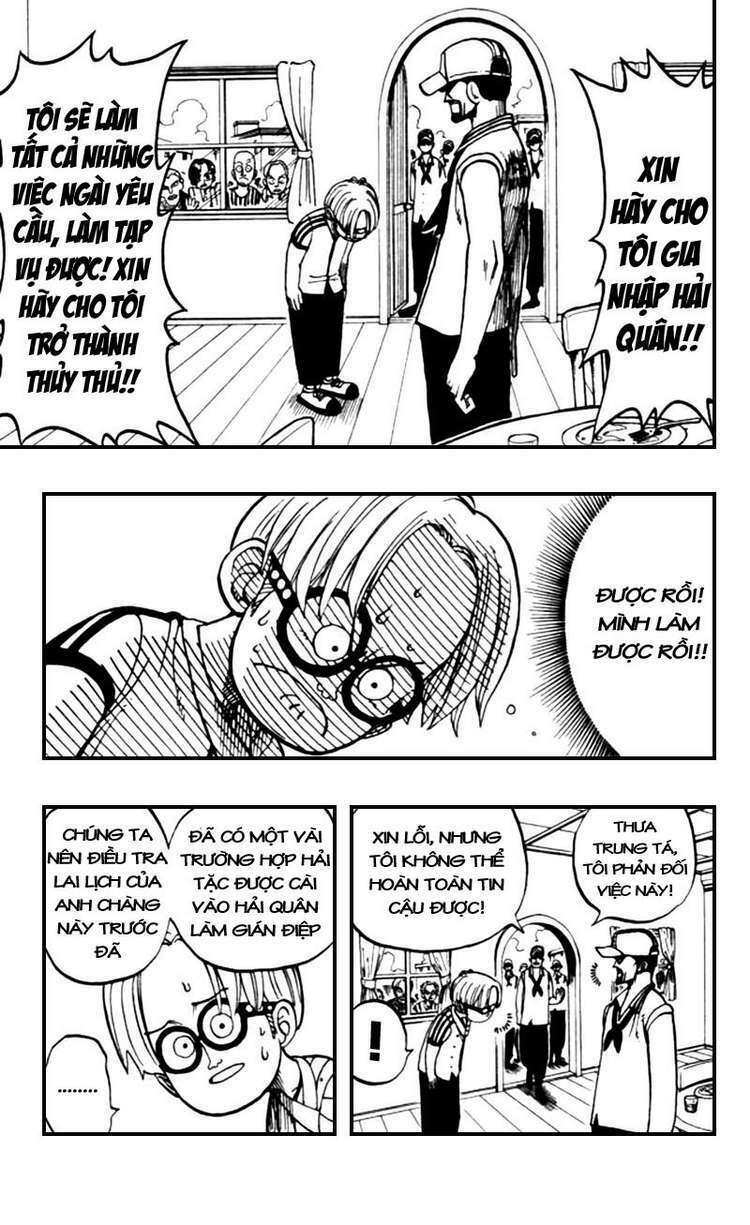 XIN
HÃY CHO
TÔI GIA
NHẬP HẢI
QUÂN!!
TÔI SẼ LÀM
TẤT CẢ NHỮNG
VIỆC NGÀI YÊU
CẦU, LÀM TẠP
VỤ ĐƯỢC! XIN
HÃY CHO TÔI
TRỞ THÀNH
THỦY THỦ!!
ĐƯỢC RỒI!
MÌNH LÀM
ĐƯỢC RỒI!!
THƯA
TRUNG TÁ,
TÔI PHẢN ĐỐI
VIỆC NÀY!
XIN LỖI, NHƯNG
TÔI KHÔNG THỂ
HOÀN TOÀN TIN
CẬU ĐƯỢC!
!
ĐÃ CÓ MỘT VÀI
TRƯỜNG HỢP HẢI
TẶC ĐƯỢC CÀI
VÀO HẢI QUÂN
LÀM GIÁN ĐIỆP
CHÚNG TA
NÊN ĐIỀU TRA
LAI LỊCH CỦA
ANH CHÀNG
NÀY TRƯỚC
ĐÃ
.........